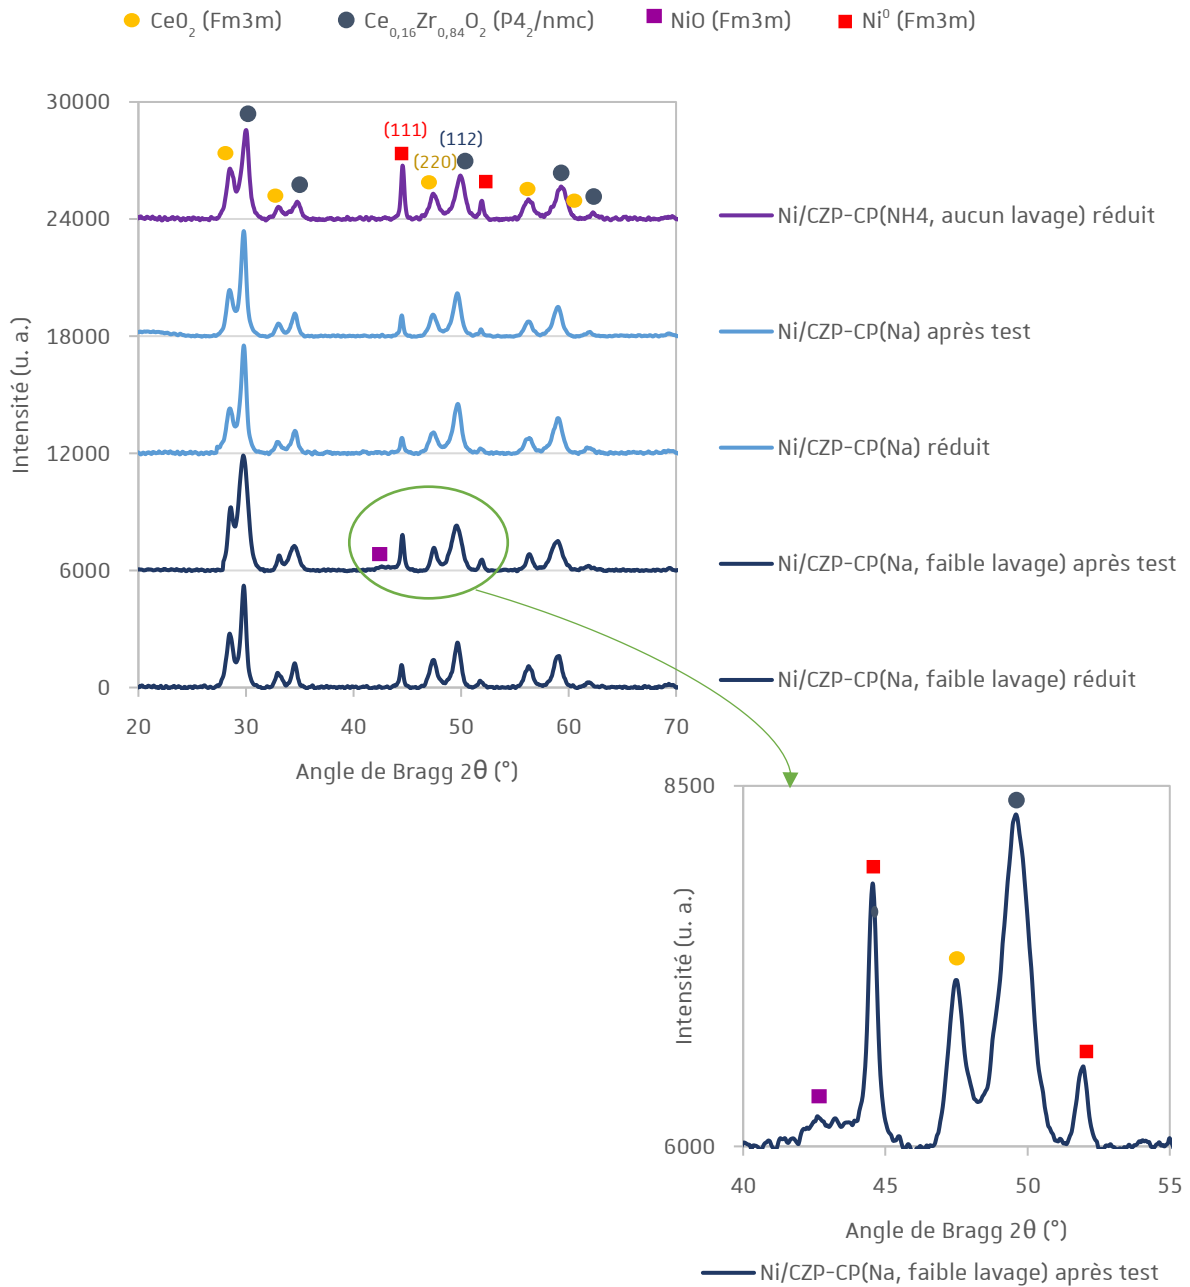 CeO₂ (Fm3m) Ce₀,₁₆Zr₀,₈₄O₂ (P4₂/nmc) NiO (Fm3m) Ni⁰ (Fm3m)
30000
(111)
(112)
(220)
24000
Ni/CZP-CP(NH4, aucun lavage) réduit
18000
Ni/CZP-CP(Na) après test
Intensité (u. a.)
12000
Ni/CZP-CP(Na) réduit
6000
Ni/CZP-CP(Na, faible lavage) après test
0
Ni/CZP-CP(Na, faible lavage) réduit
20 30 40 50 60 70
Angle de Bragg 2θ (°)
8500
Intensité (u. a.)
6000
40 45 50 55
Angle de Bragg 2θ (°)
Ni/CZP-CP(Na, faible lavage) après test